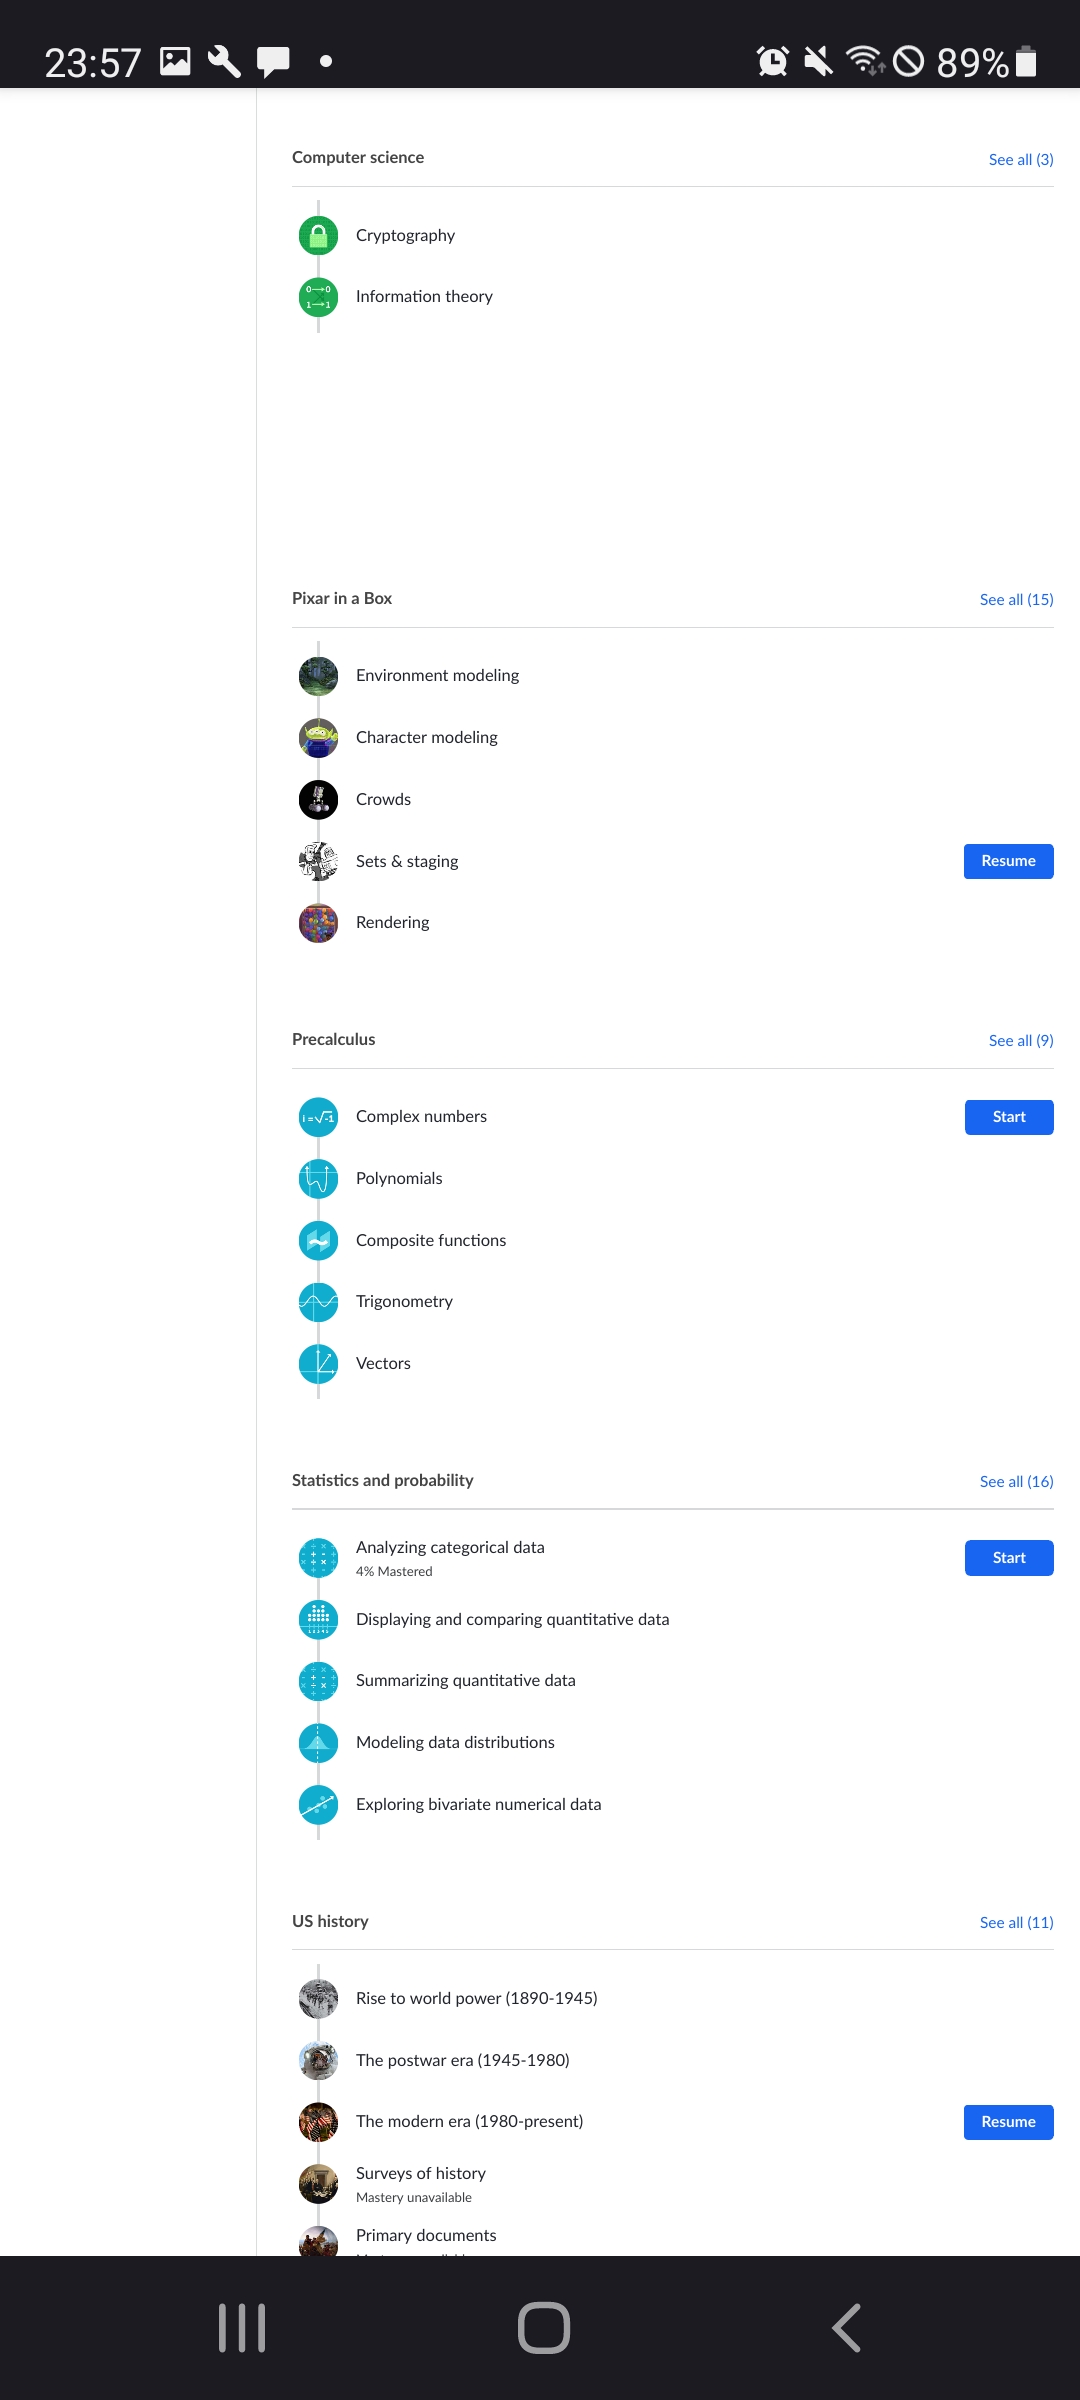 23:57
89%
Computer science
See all (3)
Cryptography
Information theory
Pixar in a Box
See all (15)
Environment modeling
Character modeling
Crowds
Sets & staging
Resume
Rendering
Precalculus
See all (9)
i=√-1
Complex numbers
Start
Polynomials
Composite functions
Trigonometry
Vectors
Statistics and probability
See all (16)
Analyzing categorical data
Start
4% Mastered
Displaying and comparing quantitative data
Summarizing quantitative data
Modeling data distributions
Exploring bivariate numerical data
US history
See all (11)
Rise to world power (1890-1945)
The postwar era (1945-1980)
The modern era (1980-present)
Resume
Surveys of history
Mastery unavailable
Primary documents